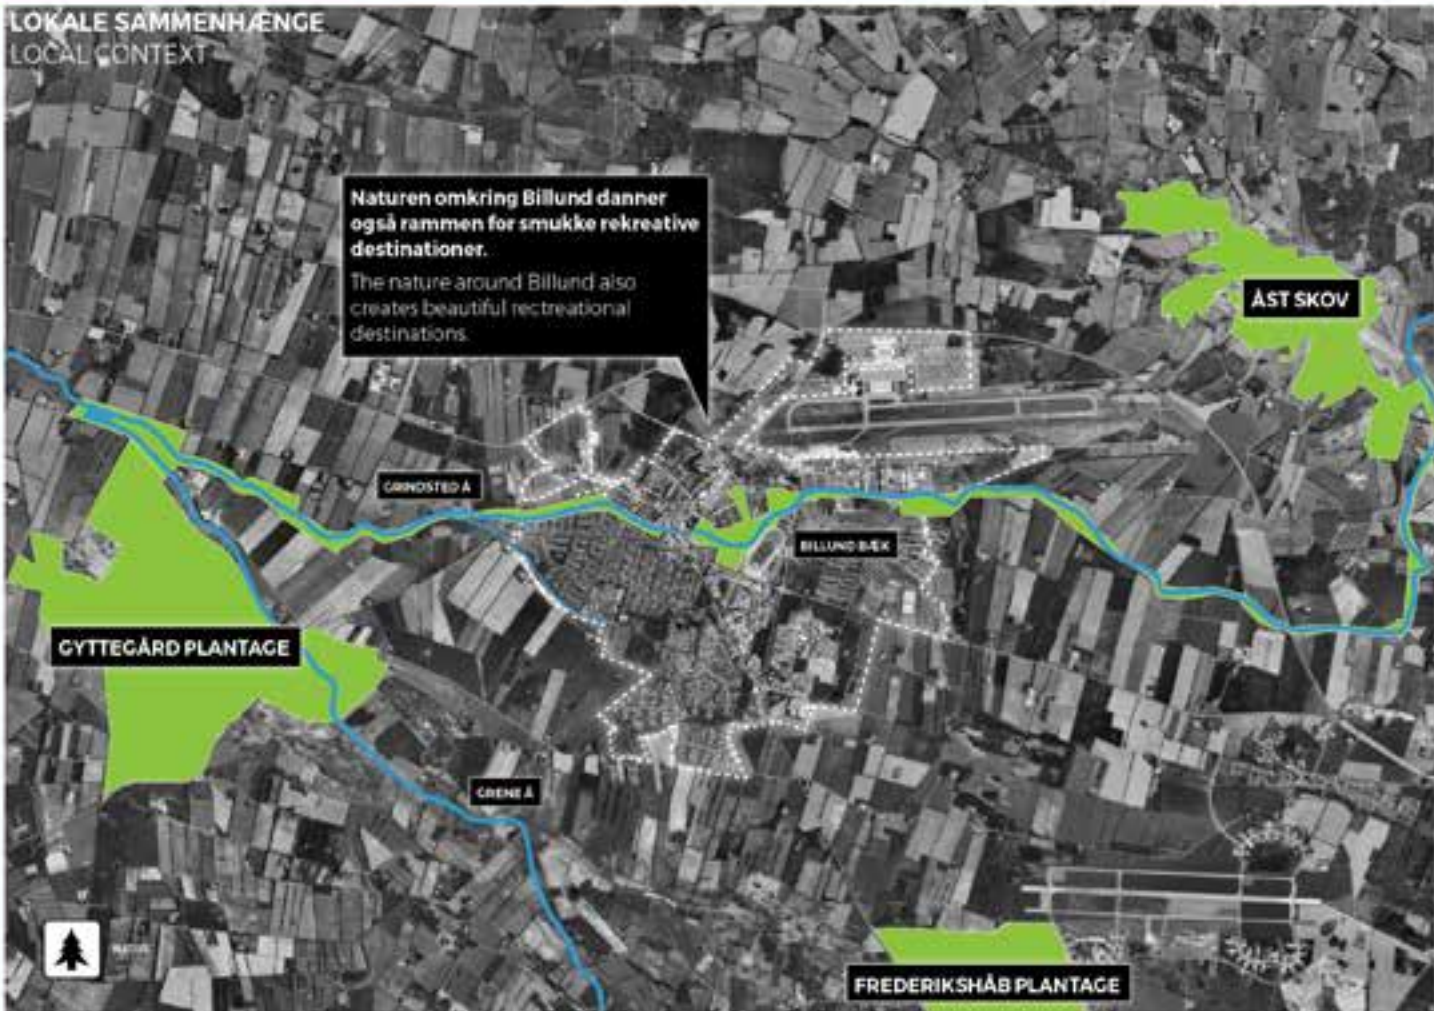 LOKALE SAMMENHÆNGE
LOCAL CONTEXT
Naturen omkring Billund danner
også rammen for smukke rekreative
destinationer.
The nature around Billund also
creates beautiful rectreational
destinations.
ÅST SKOV
GRINDSTED Å
BILLUND BÆK
GYTTEGÅRD PLANTAGE
GRENE Å
FREDERIKSHÅB PLANTAGE